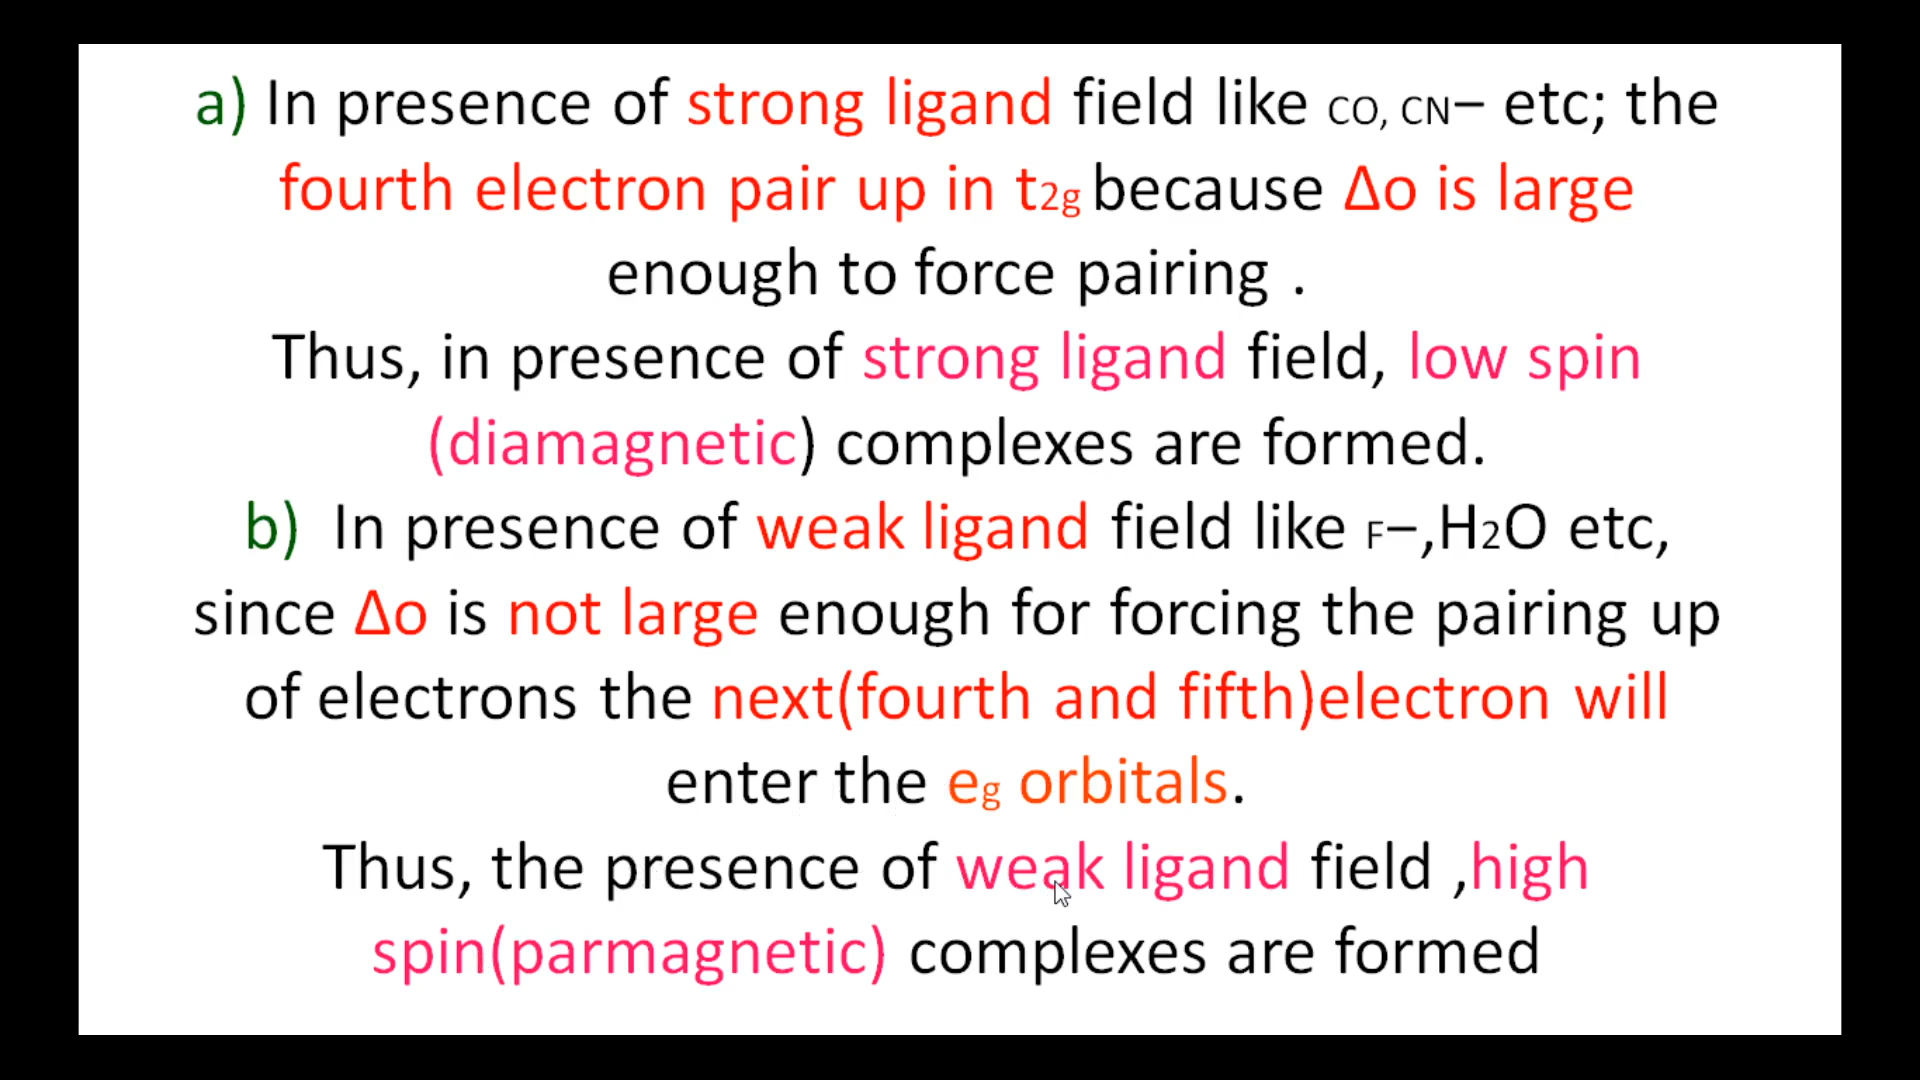 a) In presence of strong ligand field like CO, CN– etc; the
fourth electron pair up in t2g because Δo is large
enough to force pairing .
Thus, in presence of strong ligand field, low spin
(diamagnetic) complexes are formed.
b) In presence of weak ligand field like F–,H2O etc,
since Δo is not large enough for forcing the pairing up
of electrons the next(fourth and fifth)electron will
enter the eg orbitals.
Thus, the presence of weak ligand field ,high
spin(parmagnetic) complexes are formed